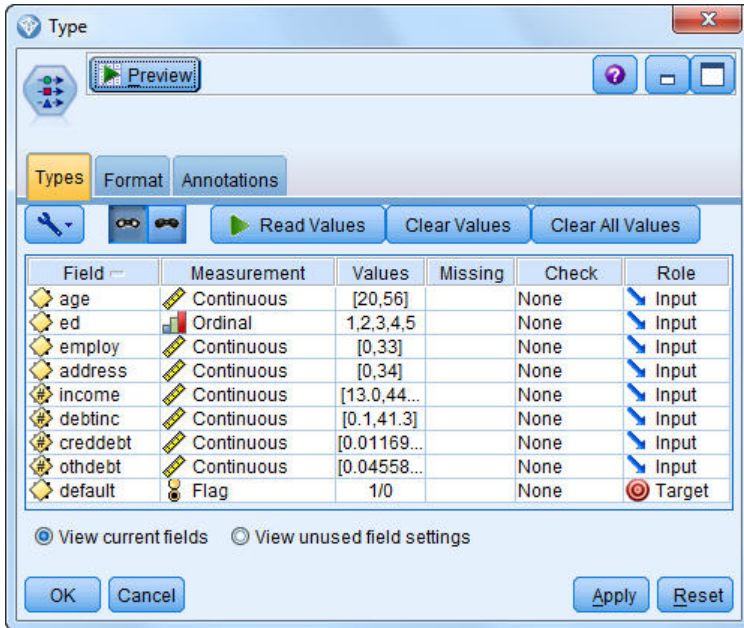 Type
Preview
Types Format Annotations
Read Values Clear Values Clear All Values
Field Measurement Values Missing Check Role
age Continuous [20,56] None Input
ed Ordinal 1,2,3,4,5 None Input
employ Continuous [0,33] None Input
address Continuous [0,34] None Input
income Continuous [13.0,44... None Input
debtinc Continuous [0.1,41.3] None Input
creddebt Continuous [0.01169... None Input
othdebt Continuous [0.04558... None Input
default Flag 1/0 None Target
View current fields View unused field settings
OK Cancel Apply Reset